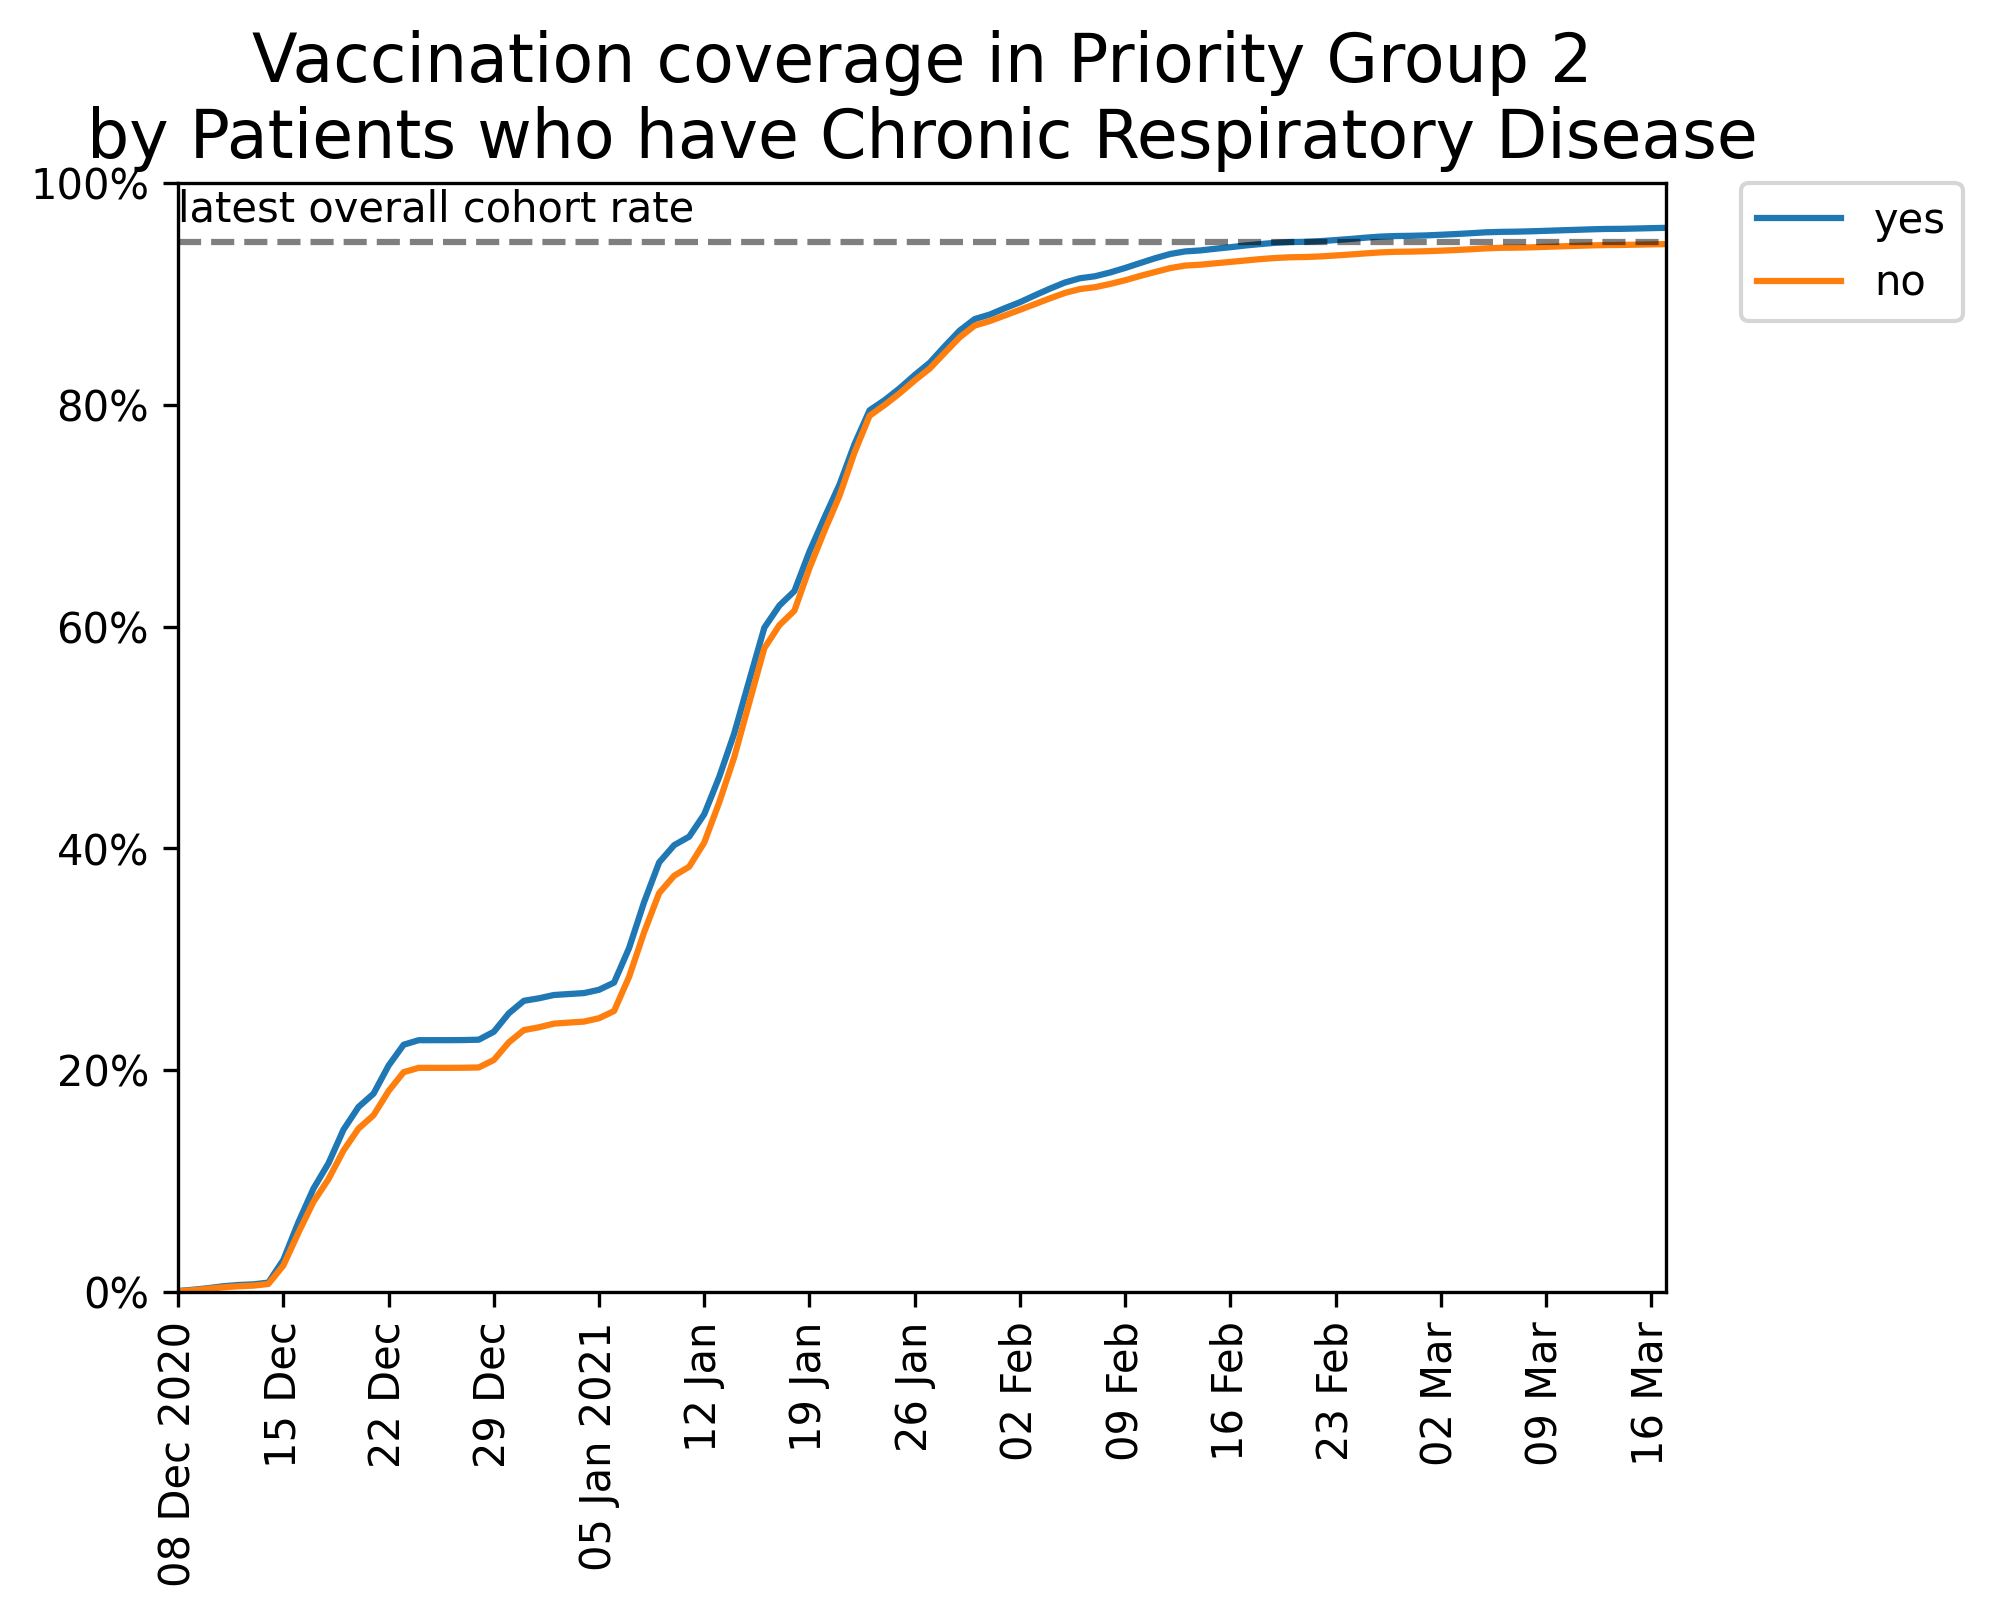 Vaccination coverage in Priority Group 2
by Patients who have Chronic Respiratory Disease
100%
latest overall cohort rate
80%
60%
40%
20%
0%
08 Dec 2020
15 Dec
22 Dec
29 Dec
05 Jan 2021
12 Jan
19 Jan
26 Jan
02 Feb
09 Feb
16 Feb
23 Feb
02 Mar
09 Mar
16 Mar
yes
no